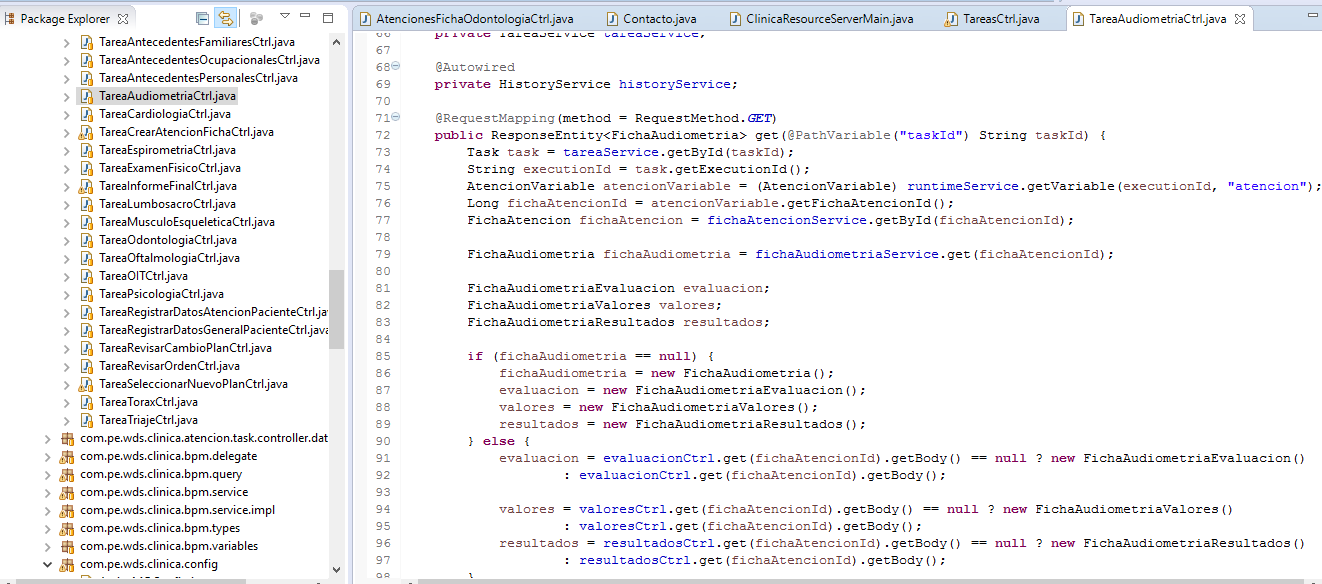 Package Explorer
TareaAntecedentesFamiliaresCtrl.java
TareaAntecedentesOcupacionalesCtrl.java
TareaAntecedentesPersonalesCtrl.java
TareaAudiometriaCtrl.java
TareaCardiologiaCtrl.java
TareaCrearAtencionFichaCtrl.java
TareaEspirometriaCtrl.java
TareaExamenFisicoCtrl.java
TareaInformeFinalCtrl.java
TareaLumbosacroCtrl.java
TareaMusculoEsqueleticaCtrl.java
TareaOdontologiaCtrl.java
TareaOftalmologiaCtrl.java
TareaOITCtrl.java
TareaPsicologiaCtrl.java
TareaRegistrarDatosAtencionPacienteCtrl.ja
TareaRegistrarDatosGeneralPacienteCtrl.java
TareaRevisarCambioPlanCtrl.java
TareaRevisarOrdenCtrl.java
TareaSeleccionarNuevoPlanCtrl.java
TareaToraxCtrl.java
TareaTriajeCtrl.java
com.pe.wds.clinica.atencion.task.controller.dat
com.pe.wds.clinica.bpm.delegate
com.pe.wds.clinica.bpm.query
com.pe.wds.clinica.bpm.service
com.pe.wds.clinica.bpm.service.impl
com.pe.wds.clinica.bpm.types
com.pe.wds.clinica.bpm.variables
com.pe.wds.clinica.config
AtencionesFichaOdontologiaCtrl.java Contacto.java ClinicaResourceServerMain.java TareasCtrl.java TareaAudiometriaCtrl.java
66 private TareaService tareaService;
67
68 @Autowired
69 private HistoryService historyService;
70
71 @RequestMapping(method = RequestMethod.GET)
72 public ResponseEntity<FichaAudiometria> get(@PathVariable("taskId") String taskId) {
73 Task task = tareaService.getById(taskId);
74 String executionId = task.getExecutionId();
75 AtencionVariable atencionVariable = (AtencionVariable) runtimeService.getVariable(executionId, "atencion");
76 Long fichaAtencionId = atencionVariable.getFichaAtencionId();
77 FichaAtencion fichaAtencion = fichaAtencionService.getById(fichaAtencionId);
78
79 FichaAudiometria fichaAudiometria = fichaAudiometriaService.get(fichaAtencionId);
80
81 FichaAudiometriaEvaluacion evaluacion;
82 FichaAudiometriaValores valores;
83 FichaAudiometriaResultados resultados;
84
85 if (fichaAudiometria == null) {
86 fichaAudiometria = new FichaAudiometria();
87 evaluacion = new FichaAudiometriaEvaluacion();
88 valores = new FichaAudiometriaValores();
89 resultados = new FichaAudiometriaResultados();
90 } else {
91 evaluacion = evaluacionCtrl.get(fichaAtencionId).getBody() == null ? new FichaAudiometriaEvaluacion()
92 : evaluacionCtrl.get(fichaAtencionId).getBody();
93
94 valores = valoresCtrl.get(fichaAtencionId).getBody() == null ? new FichaAudiometriaValores()
95 : valoresCtrl.get(fichaAtencionId).getBody();
96 resultados = resultadosCtrl.get(fichaAtencionId).getBody() == null ? new FichaAudiometriaResultados()
97 : resultadosCtrl.get(fichaAtencionId).getBody();
98 }